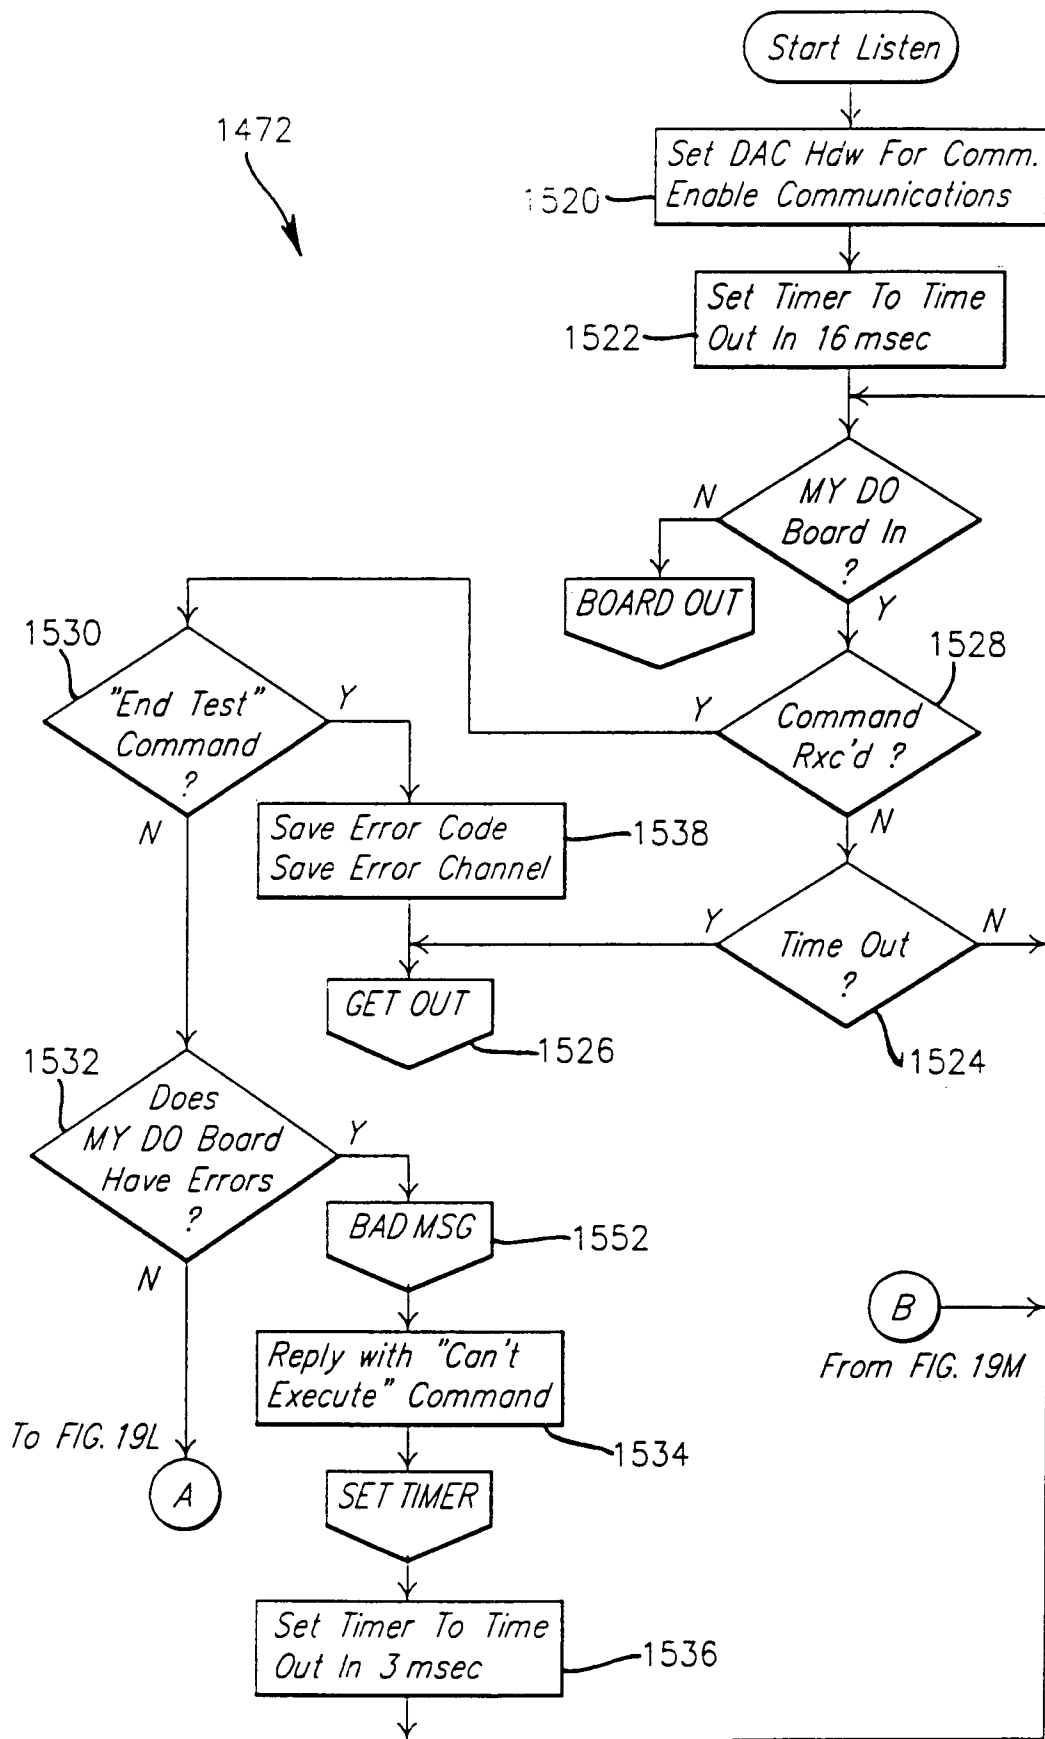 Start Listen
1472
Set DAC Hdw For Comm.
Enable Communications
1520
Set Timer To Time
Out In 16 msec
1522
MY DO
Board In
?
N
Y
BOARD OUT
1530
"End Test"
Command
?
Y
N
1528
Command
Rxc'd ?
Y
N
Save Error Code
Save Error Channel
1538
Time Out
?
Y
N
1524
GET OUT
1526
1532
Does
MY DO Board
Have Errors
?
Y
N
BAD MSG
1552
B
From FIG. 19M
Reply with "Can't
Execute" Command
1534
To FIG. 19L
A
SET TIMER
Set Timer To Time
Out In 3 msec
1536